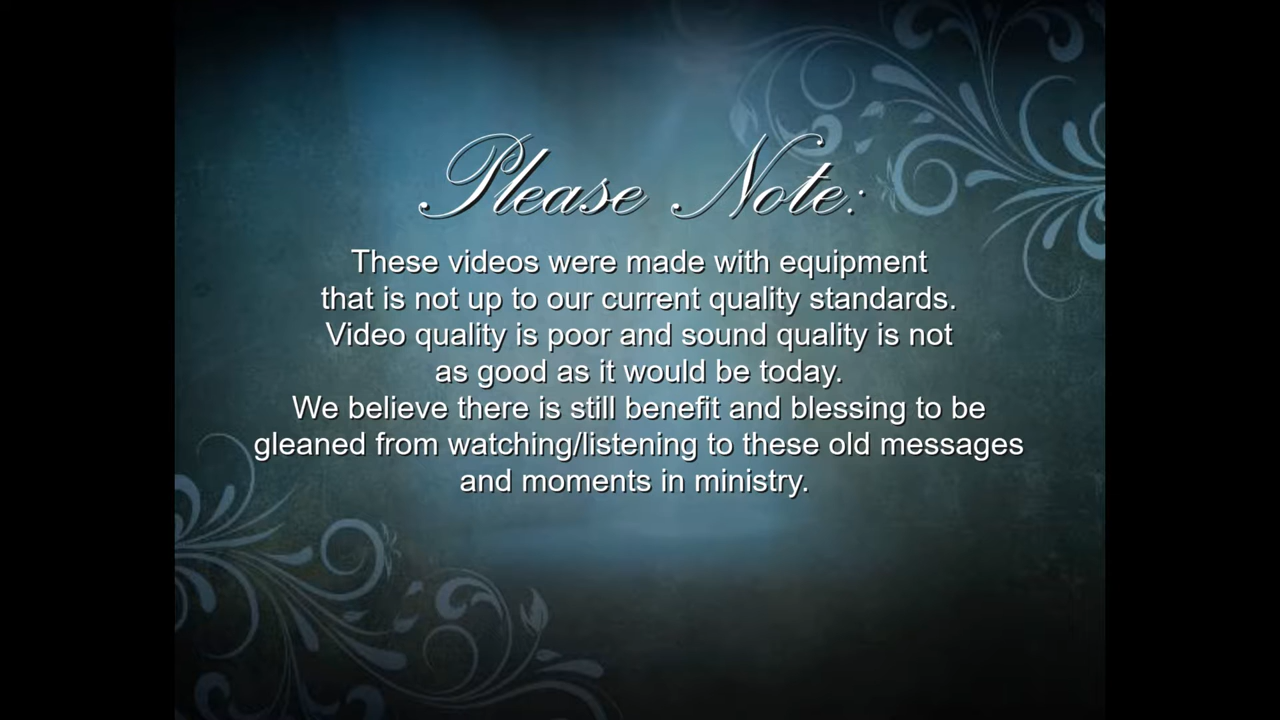 Please Note:
These videos were made with equipment
that is not up to our current quality standards.
Video quality is poor and sound quality is not
as good as it would be today.
We believe there is still benefit and blessing to be
gleaned from watching/listening to these old messages
and moments in ministry.